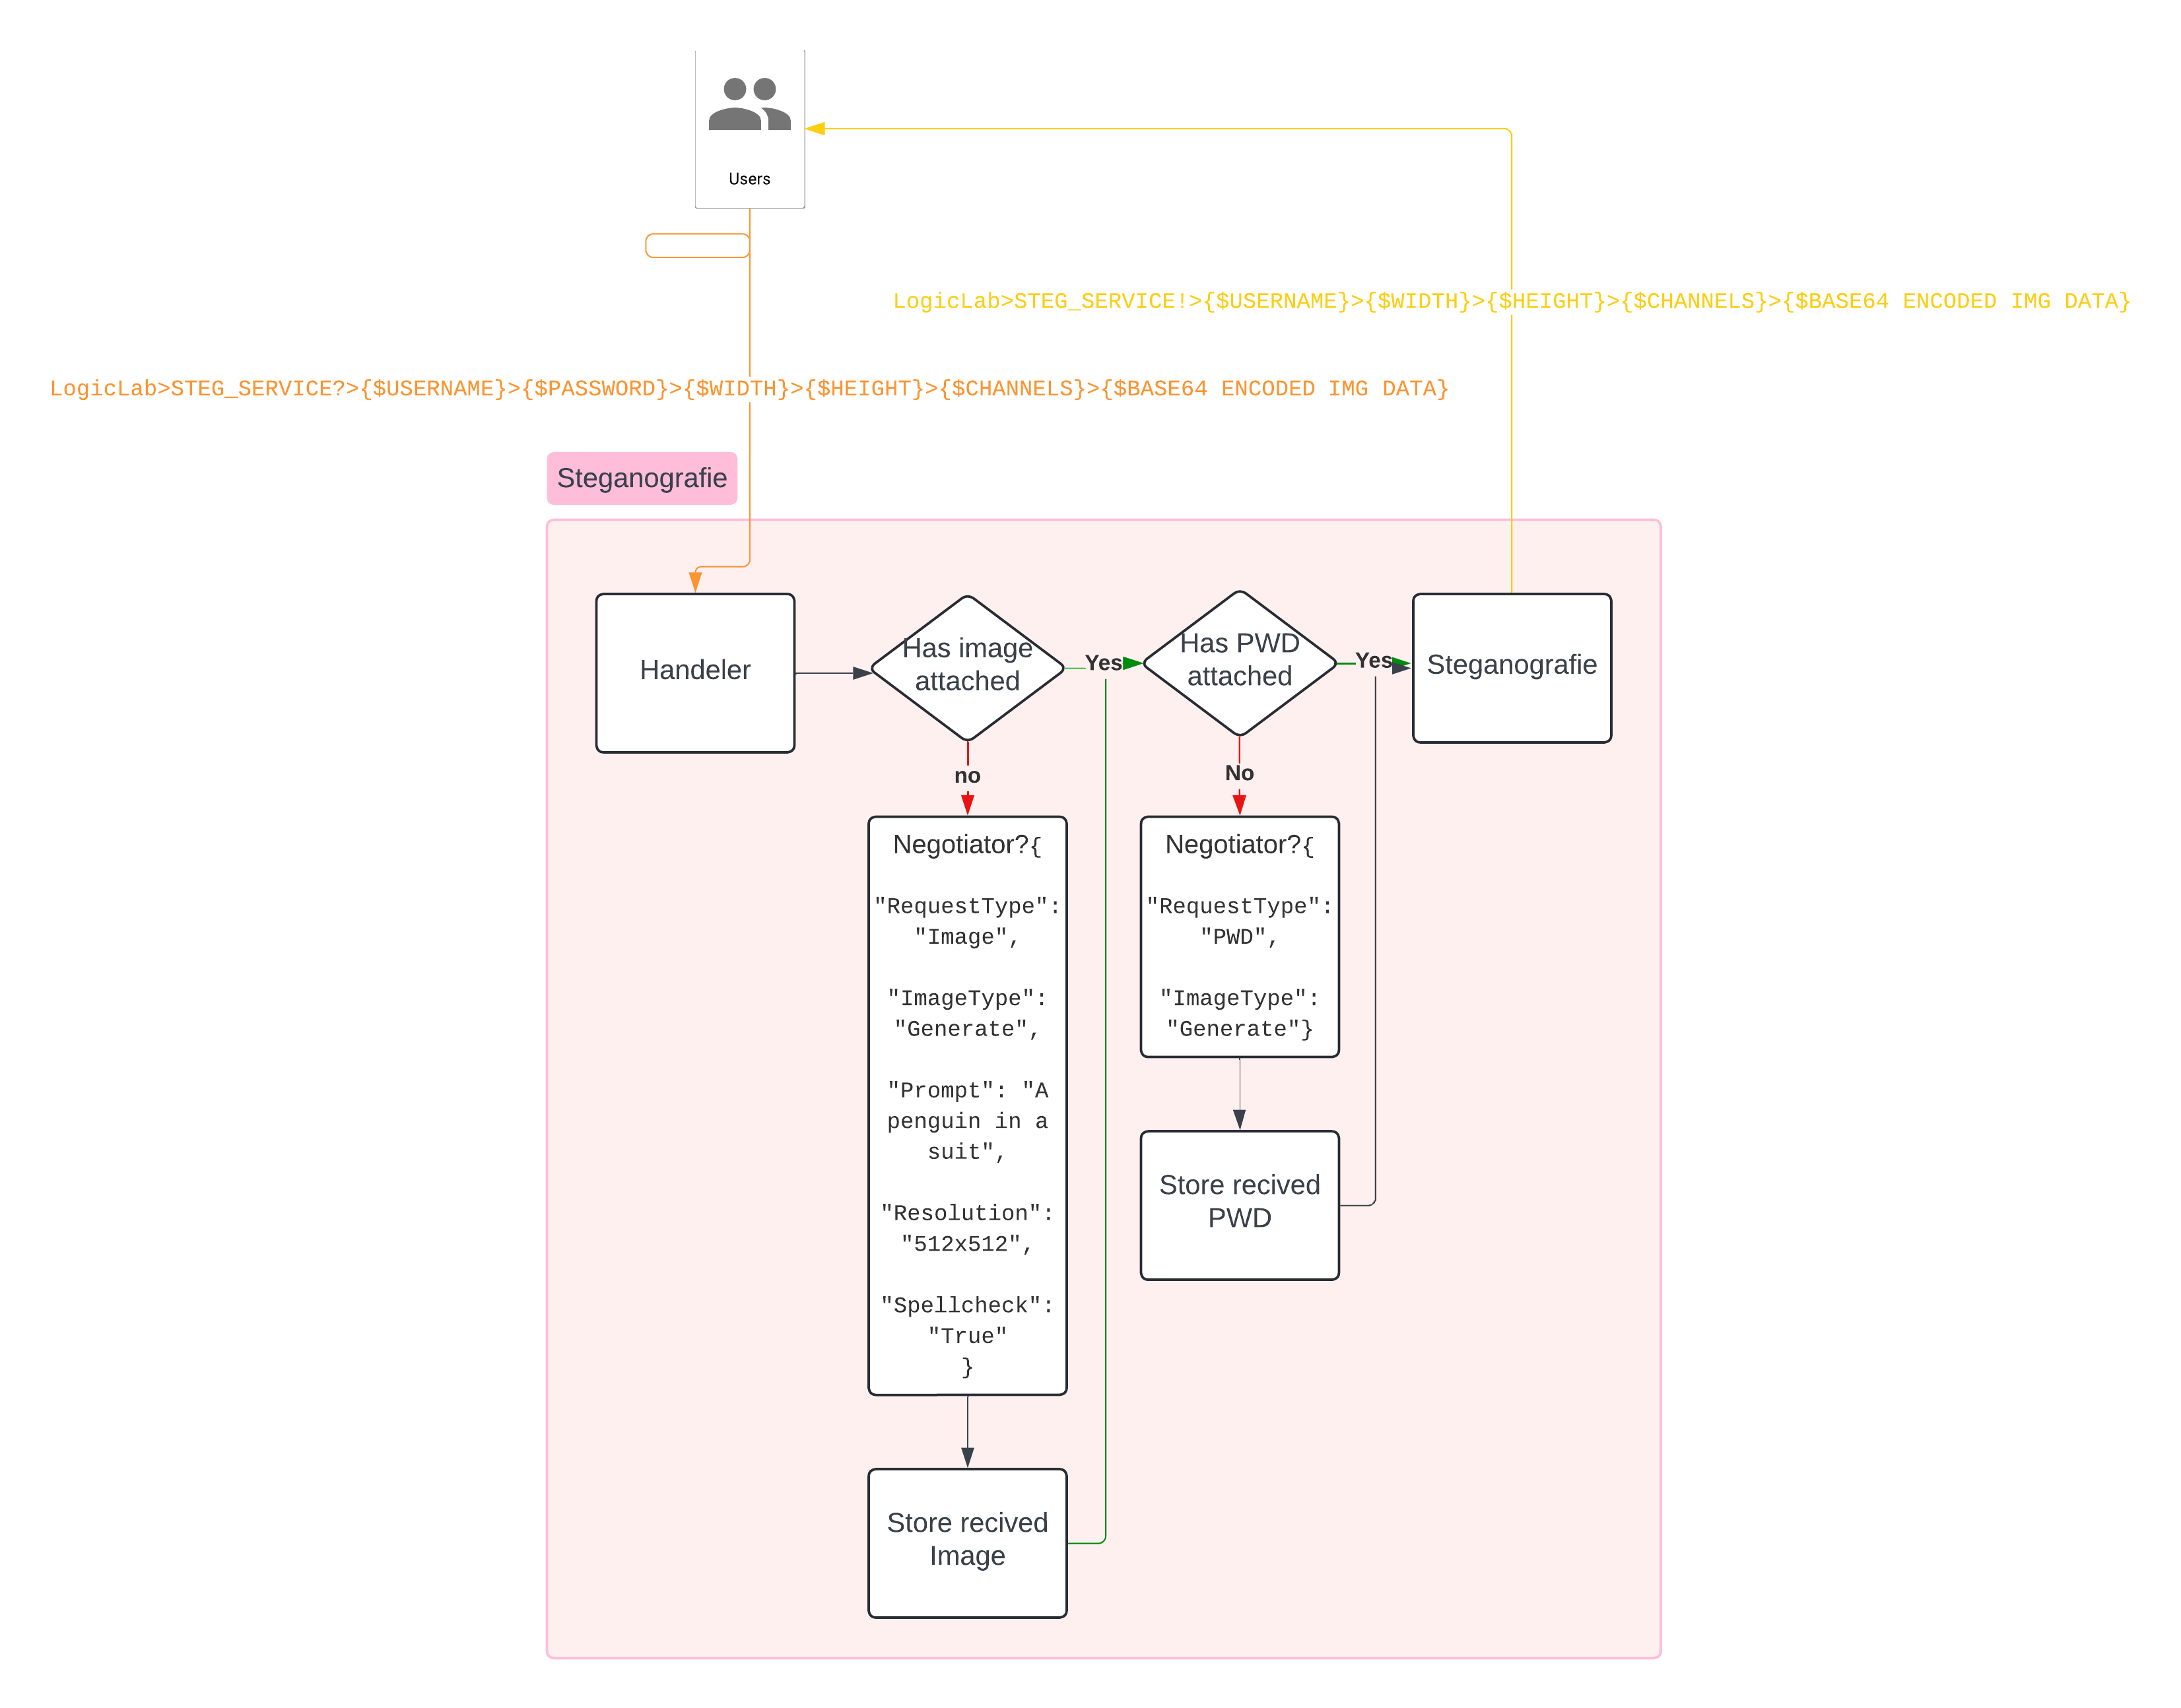 Users
LogicLab>STEG_SERVICE!>{$USERNAME}>{$WIDTH}>{$HEIGHT}>{$CHANNELS}>{$BASE64 ENCODED IMG DATA}
LogicLab>STEG_SERVICE?>{$USERNAME}>{$PASSWORD}>{$WIDTH}>{$HEIGHT}>{$CHANNELS}>{$BASE64 ENCODED IMG DATA}
Steganografie
Handeler
Has image
attached
Yes
Has PWD
attached
Yes
Steganografie
no
No
Negotiator?{
"RequestType":
"Image",
"ImageType":
"Generate",
"Prompt": "A
penguin in a
suit",
"Resolution":
"512x512",
"Spellcheck":
"True"
}
Negotiator?{
"RequestType":
"PWD",
"ImageType":
"Generate"}
Store recived
PWD
Store recived
Image